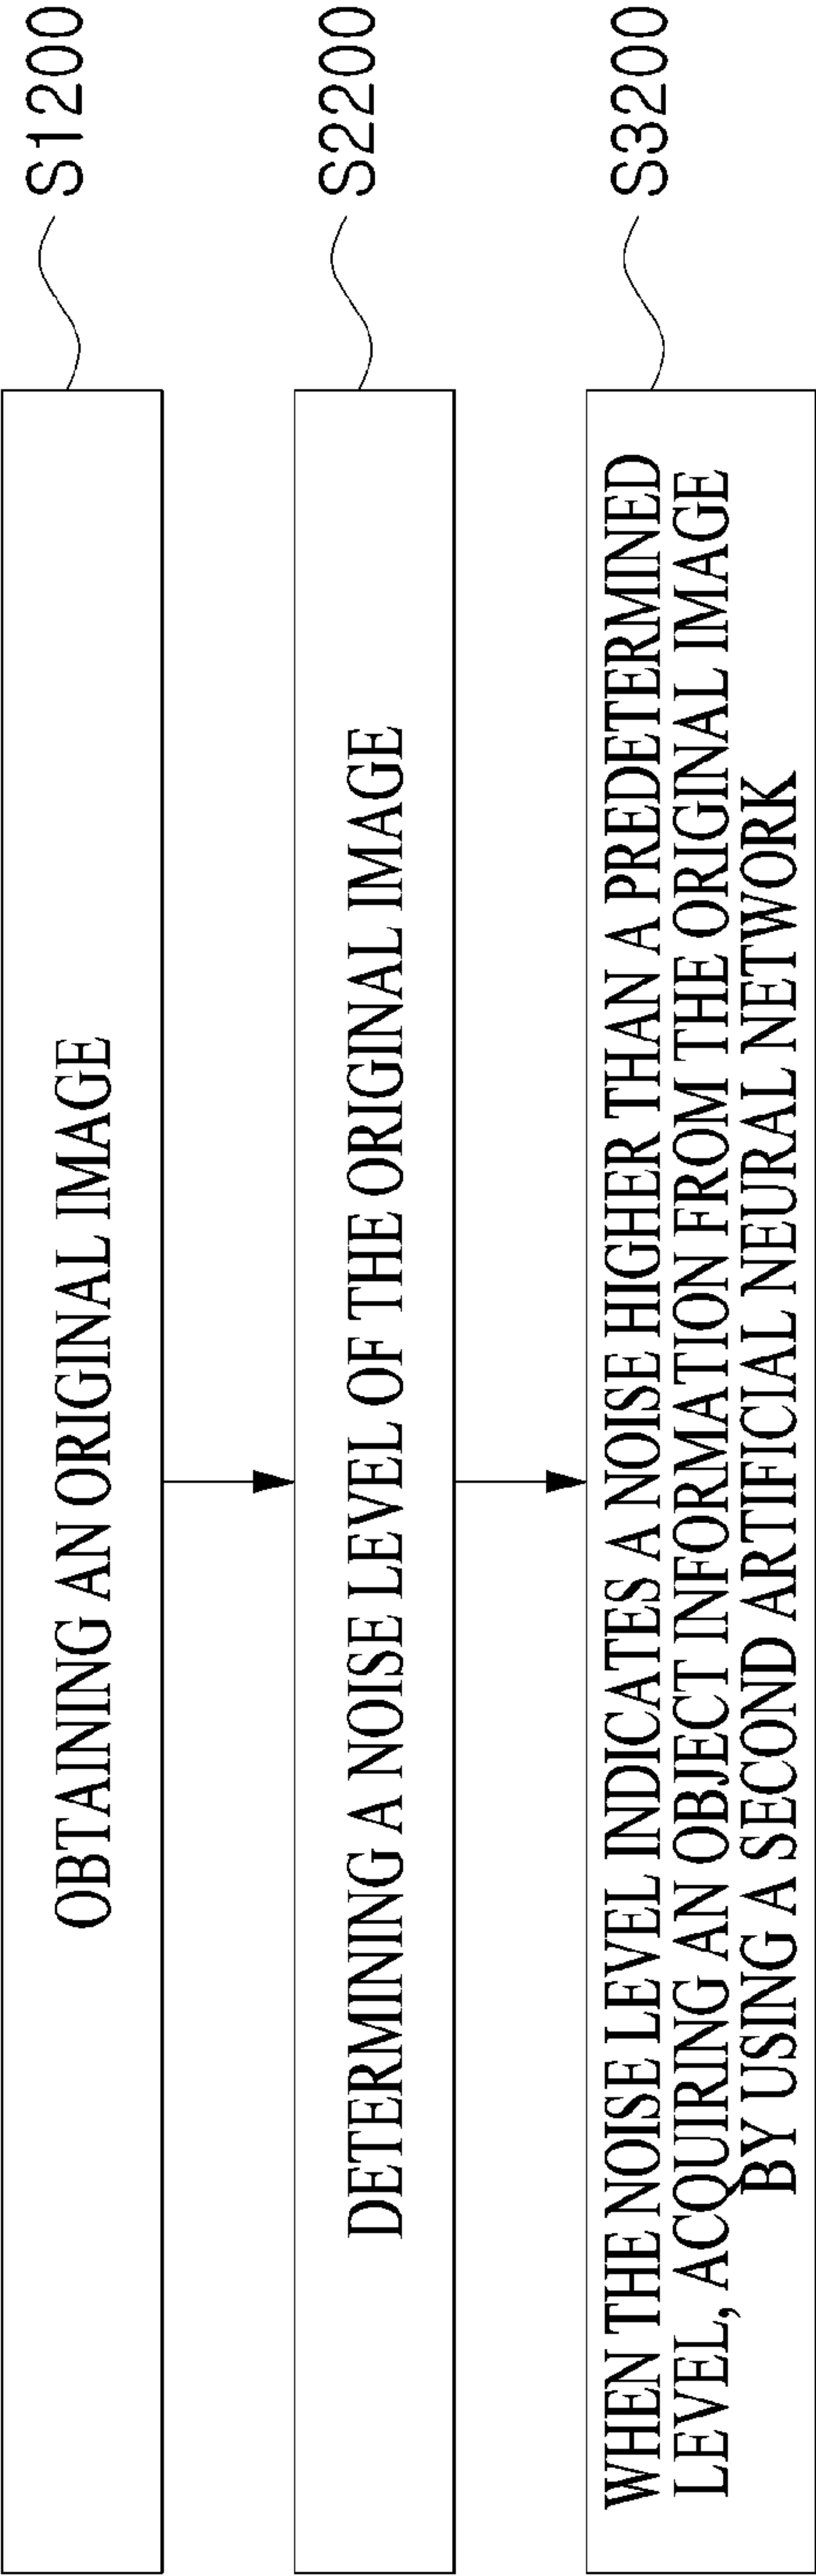 OBTAINING AN ORIGINAL IMAGE
S1200
DETERMINING A NOISE LEVEL OF THE ORIGINAL IMAGE
S2200
WHEN THE NOISE LEVEL INDICATES A NOISE HIGHER THAN A PREDETERMINED
LEVEL, ACQUIRING AN OBJECT INFORMATION FROM THE ORIGINAL IMAGE
BY USING A SECOND ARTIFICIAL NEURAL NETWORK
S3200